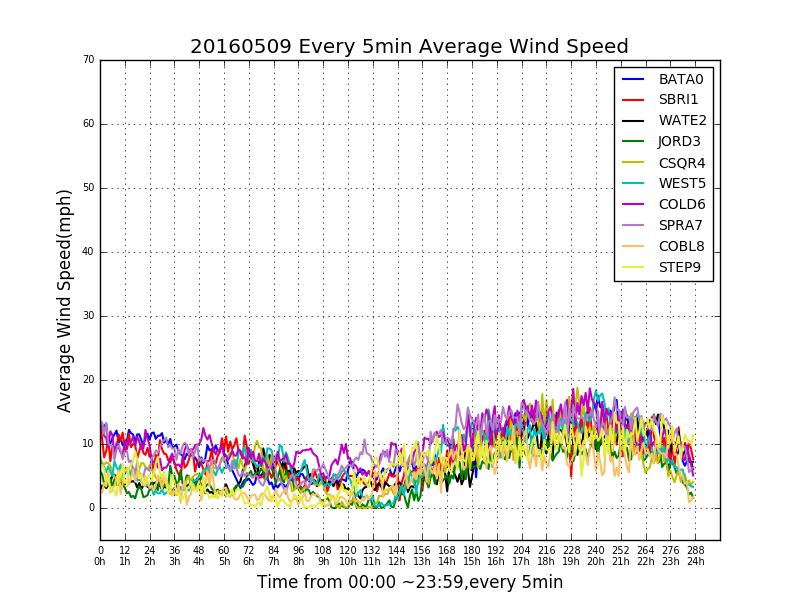 20160509 Every 5min Average Wind Speed
70
60
50
40
30
20
10
0
Average Wind Speed(mph)
BATA0
SBRI1
WATE2
JORD3
CSQR4
WEST5
COLD6
SPRA7
COBL8
STEP9
0 12 24 36 48 60 72 84 96 108 120 132 144 156 168 180 192 204 216 228 240 252 264 276 288
0h 1h 2h 3h 4h 5h 6h 7h 8h 9h 10h 11h 12h 13h 14h 15h 16h 17h 18h 19h 20h 21h 22h 23h 24h
Time from 00:00 ~23:59,every 5min